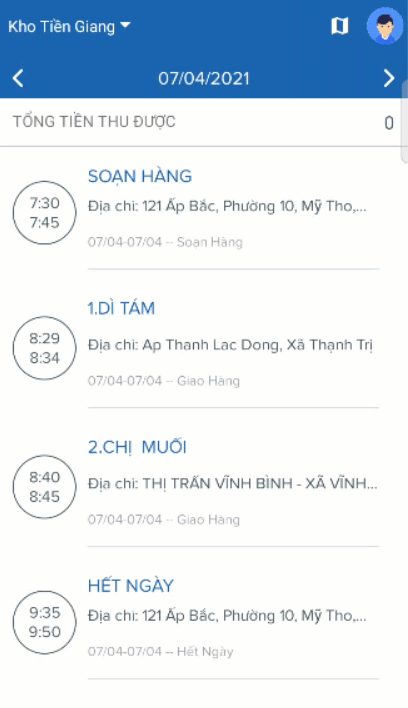 Kho Tiền Giang
07/04/2021
TỔNG TIỀN THU ĐƯỢC 0
SOẠN HÀNG
7:30
7:45
Địa chỉ: 121 Ấp Bắc, Phường 10, Mỹ Tho,...
07/04-07/04 -- Soạn Hàng
1.DÌ TÁM
8:29
8:34
Địa chỉ: Ap Thanh Lac Dong, Xã Thạnh Trị
07/04-07/04 -- Giao Hàng
2.CHỊ MUỐI
8:40
8:45
Địa chỉ: THỊ TRẤN VĨNH BÌNH - XÃ VĨNH...
07/04-07/04 -- Giao Hàng
HẾT NGÀY
9:35
9:50
Địa chỉ: 121 Ấp Bắc, Phường 10, Mỹ Tho,...
07/04-07/04 -- Hết Ngày